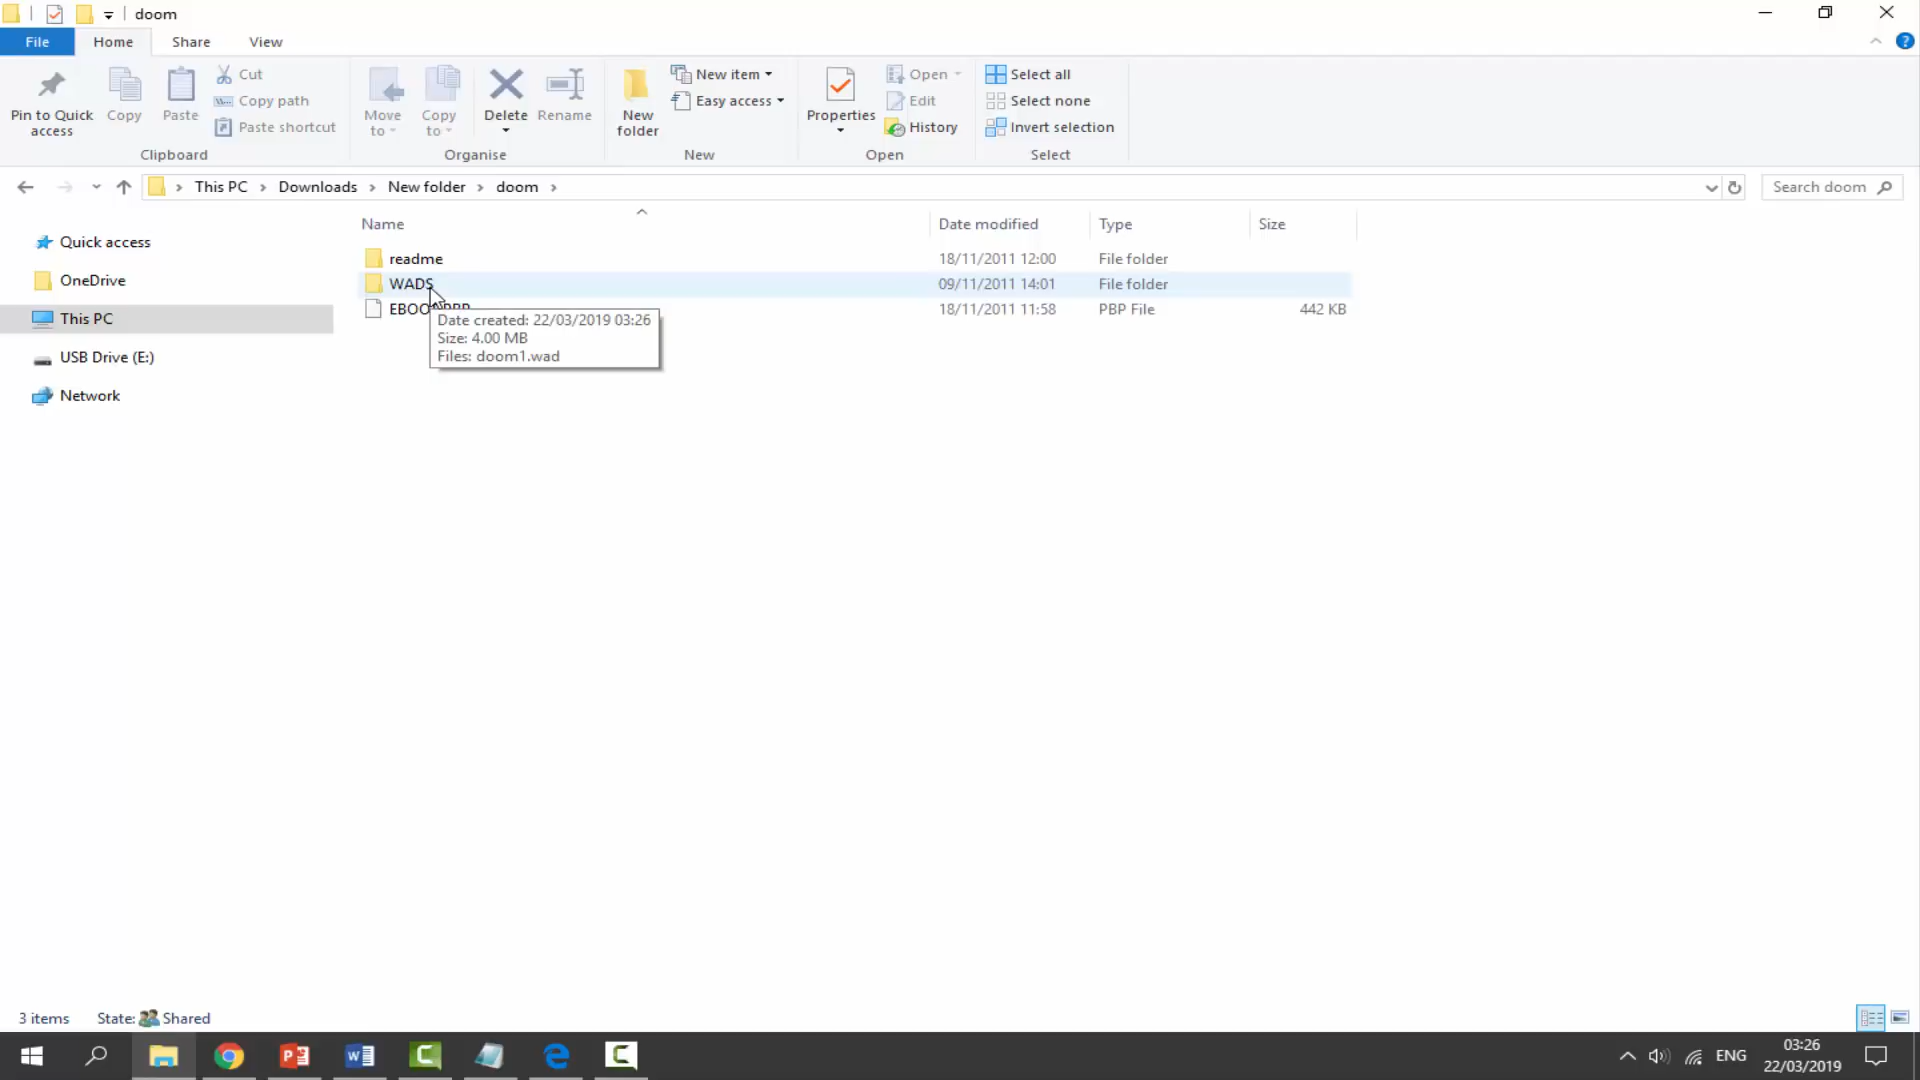 doom
File Home Share View
Pin to Quick access
Copy
Paste
Cut
Copy path
Paste shortcut
Clipboard
Move to
Copy to
Delete
Rename
Organise
New folder
New item
Easy access
New
Properties
Open
Edit
History
Open
Select all
Select none
Invert selection
Select
This PC > Downloads > New folder > doom >
Search doom
Quick access
OneDrive
This PC
USB Drive (E:)
Network
Name Date modified Type Size
readme 18/11/2011 12:00 File folder
WADS 09/11/2011 14:01 File folder
18/11/2011 11:58 PBP File 442 KB
Date created: 22/03/2019 03:26
Size: 4.00 MB
Files: doom1.wad
3 items State: Shared
ENG
03:26
22/03/2019